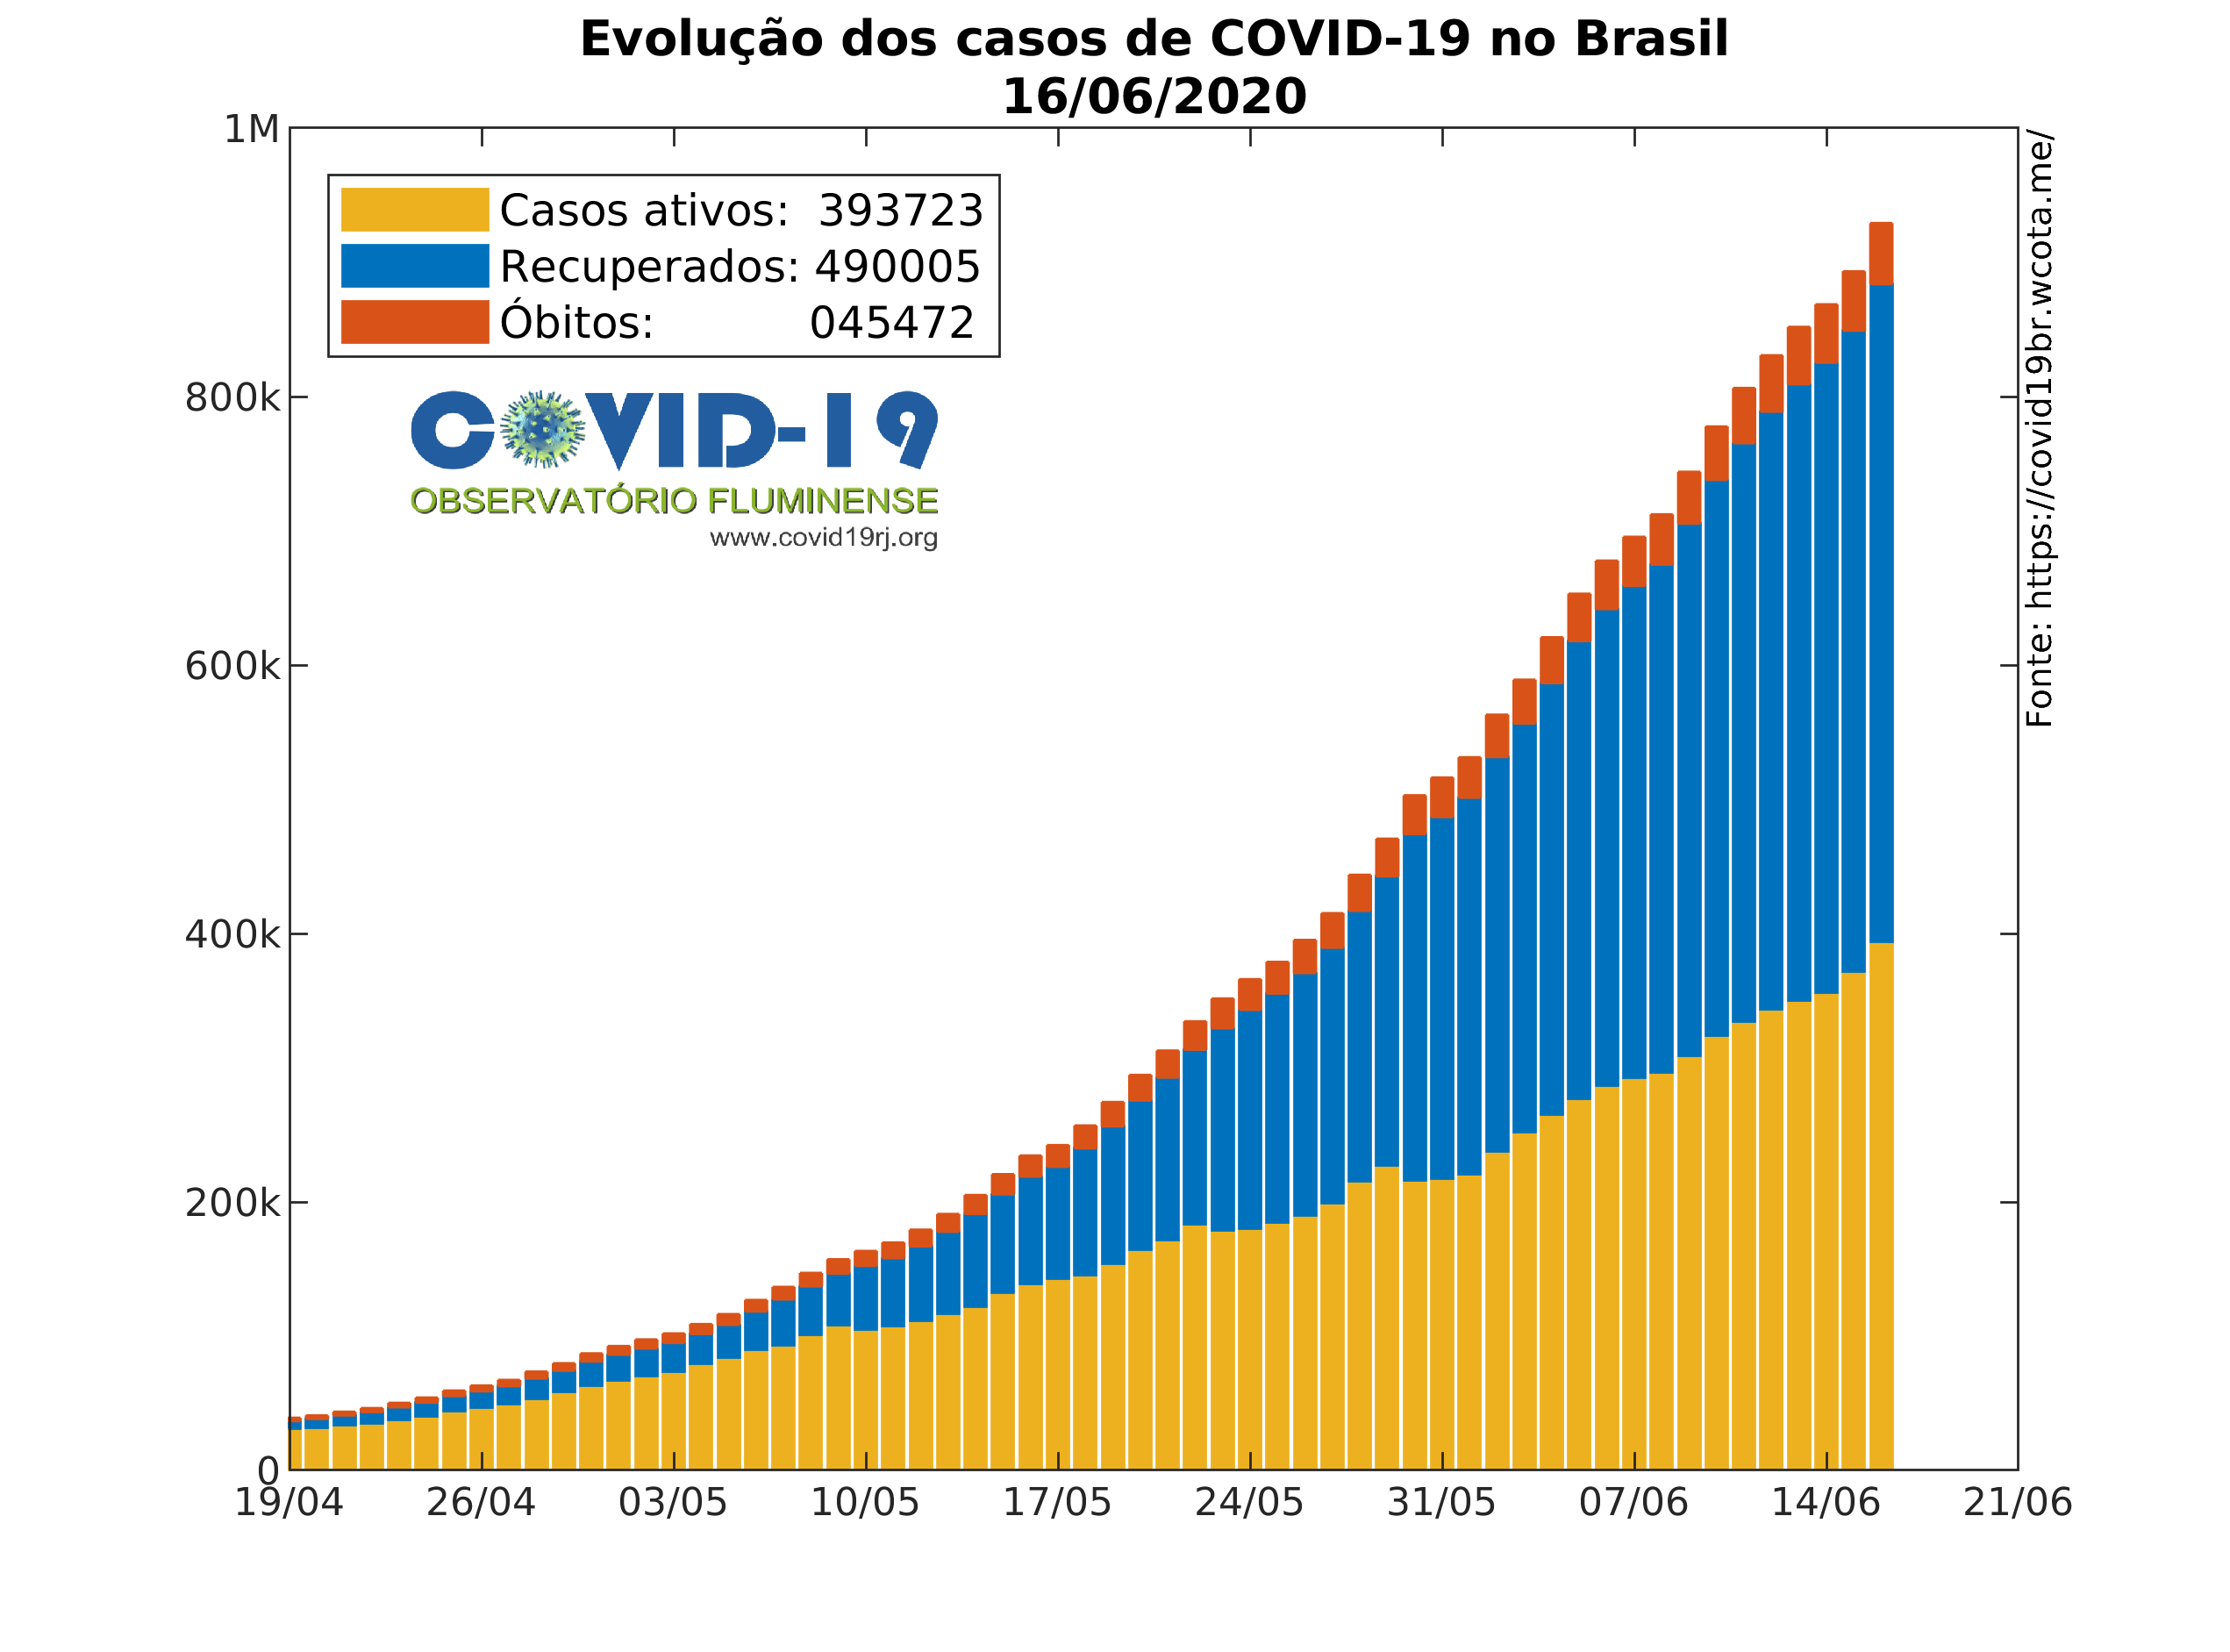 Evolução dos casos de COVID-19 no Brasil
16/06/2020
1M
800k
600k
400k
200k
0
Casos ativos: 393723
Recuperados: 490005
Óbitos: 045472
COVID-19
OBSERVATÓRIO FLUMINENSE
www.covid19rj.org
Fonte: https://covid19br.wcota.me/
19/04 26/04 03/05 10/05 17/05 24/05 31/05 07/06 14/06 21/06